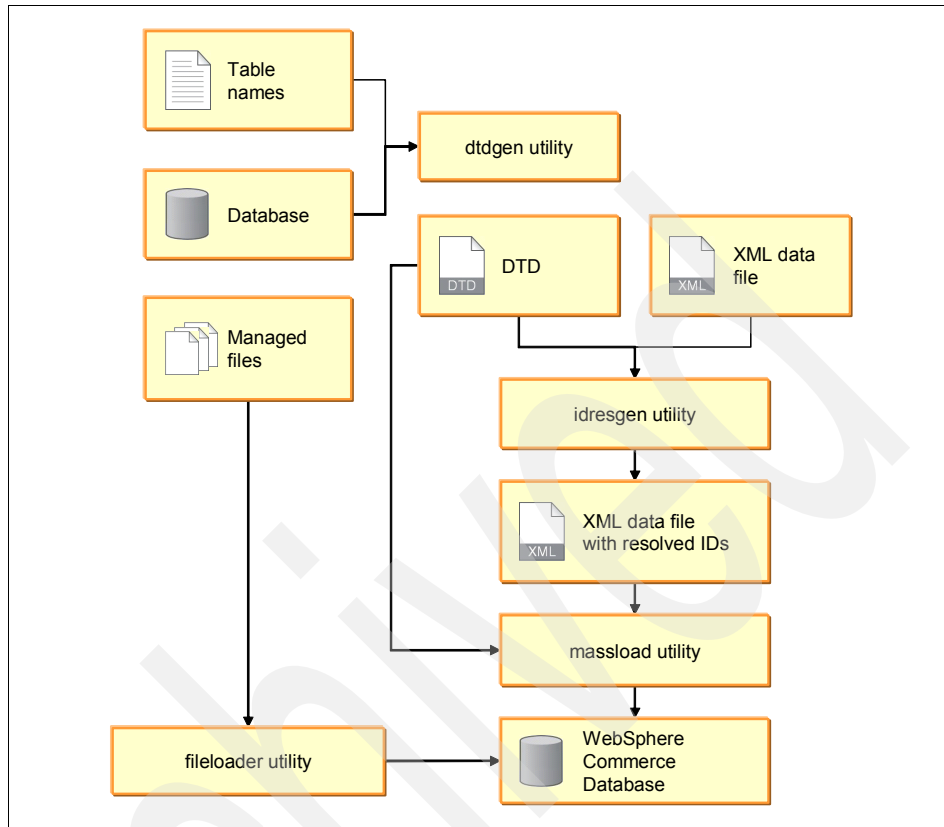 Table
names
dtdgen utility
Database
DTD
DTD
XML data
file
XML
Managed
files
idresgen utility
XML data file
with resolved IDs
XML
massload utility
fileloader utility
WebSphere
Commerce
Database